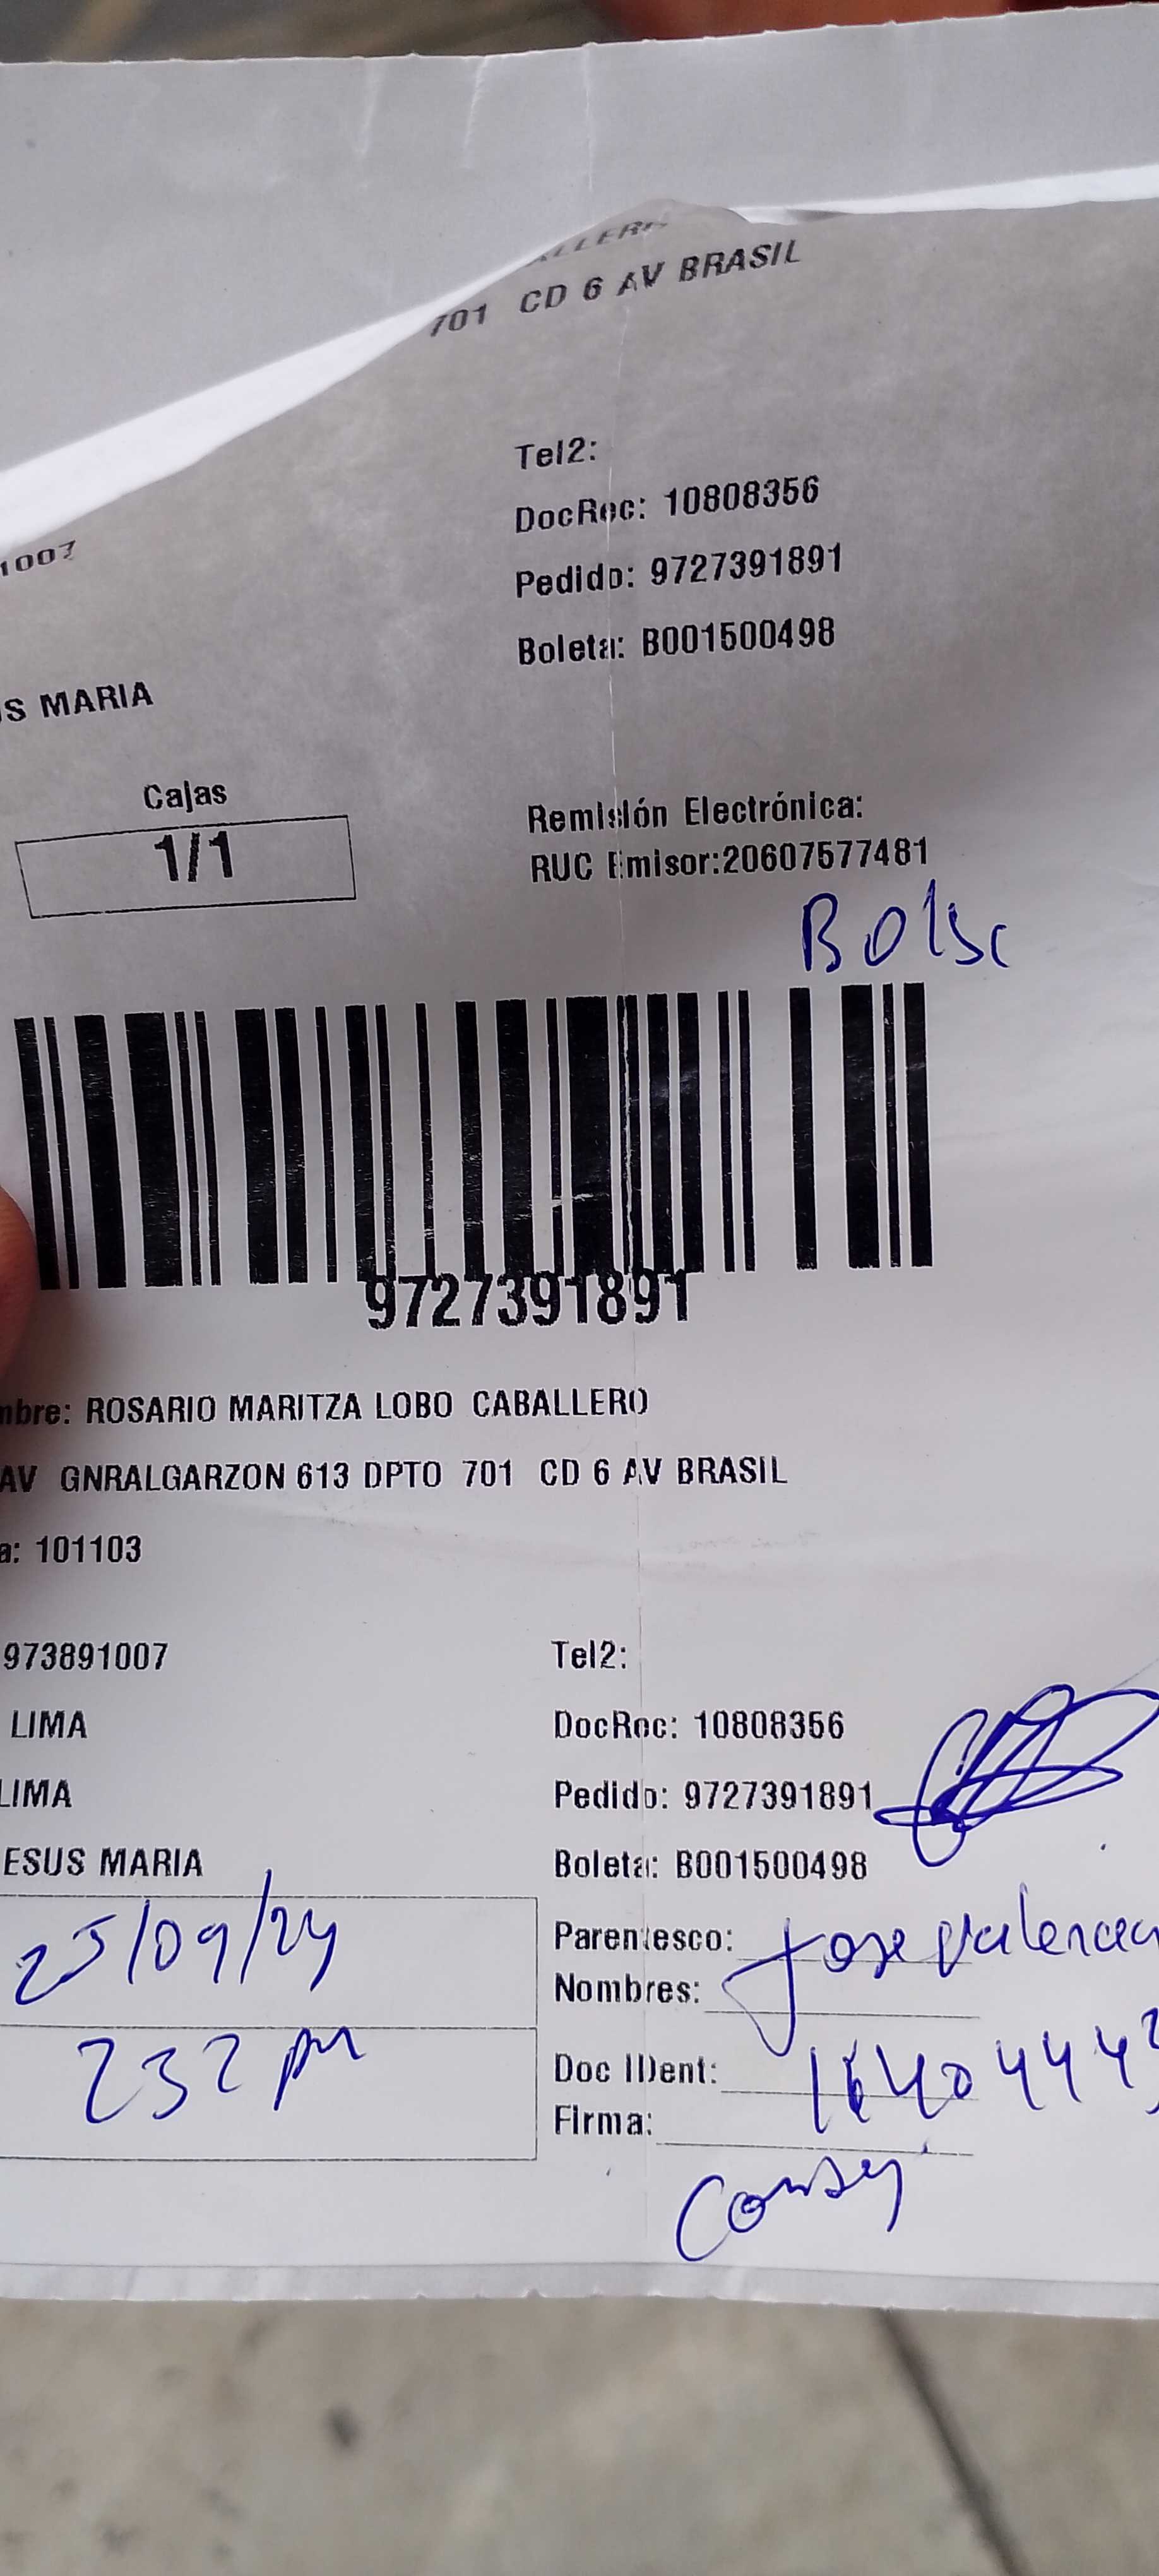 701 CD 6 AV BRASIL
Tel2:
DocRec: 10808356
Pedido: 9727391891
1007
Boleta: B001500498
S MARIA
Cajas
1/1
Remisión Electrónica:
RUC Emisor:20607577481
9727391891
mbre: ROSARIO MARITZA LOBO CABALLERO
AV GNRALGARZON 613 DPTO 701 CD 6 AV BRASIL
a: 101103
973891007 Tel2:
LIMA DocRec: 10808356
LIMA Pedido: 9727391891
ESUS MARIA Boleta: B001500498
25/09/24 Parentesco: Jose
Nombres:
232 pm Doc IDent:
Firma: